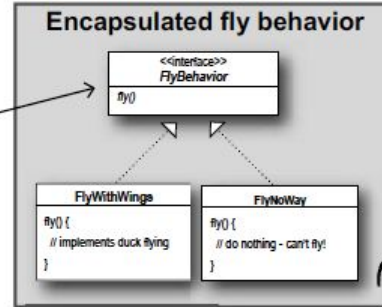 Encapsulated fly behavior
<<interface>>
FlyBehavior
fly()
FlyWithWings
fly() {
// implements duck flying
}
FlyNoWay
fly() {
// do nothing - can't fly!
}